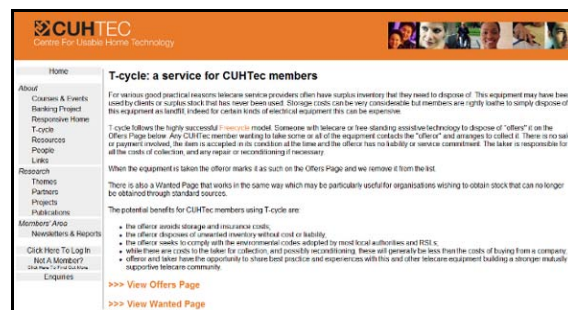 CUHTEC
Centre For Usable
Home Technology
Home
About
Courses & Events
Banking Project
Responsive Home
T-cycle
Resources
People
Links
Research
Themes
Partners
Projects
Publications
Members' Area
Newsletters & Reports
Click Here To Log In
Not A Member?
Click Here To Find Out More
Enquiries
T-cycle: a service for CUHTec members
For various good practical reasons telecare service providers often have surplus inventory that they need to dispose of. This equipment may have been
used by clients or surplus stock that has never been used. Storage costs can be very considerable but members are rightly loathe to simply dispose of
this equipment as landfill, indeed for certain kinds of electrical equipment this can be expensive.
T-cycle follows the highly successful Freecycle model. Someone with telecare or free standing assistive technology to dispose of "offers" it on the
Offers Page below. Any CUHTec member wanting to take some or all of the equipment contacts the "offeror" and arranges to collect it. There is no sale
or payment involved, the item is accepted in its condition at the time and the offeror has no liability or service commitment. The taker is responsible for
all the costs of collection, and any repair or reconditioning if necessary.
When the equipment is taken the offeror marks it as such on the Offers Page and we remove it from the list.
There is also a Wanted Page that works in the same way which may be particularly useful for organisations wishing to obtain stock that can no longer
be obtained through standard sources.
The potential benefits for CUHTec members using T-cycle are:
• the offeror avoids storage and insurance costs;
• the offeror disposes of unwanted inventory without cost or liability;
• the offeror seeks to comply with the environmental codes adopted by most local authorities and RSLs;
• while there are costs to the taker for collection, and possibly reconditioning, these will generally be less than the costs of buying from a company;
• offeror and taker have the opportunity to share best practice and experiences with this and other telecare equipment building a stronger mutually
supportive telecare community.
>>> View Offers Page
>>> View Wanted Page